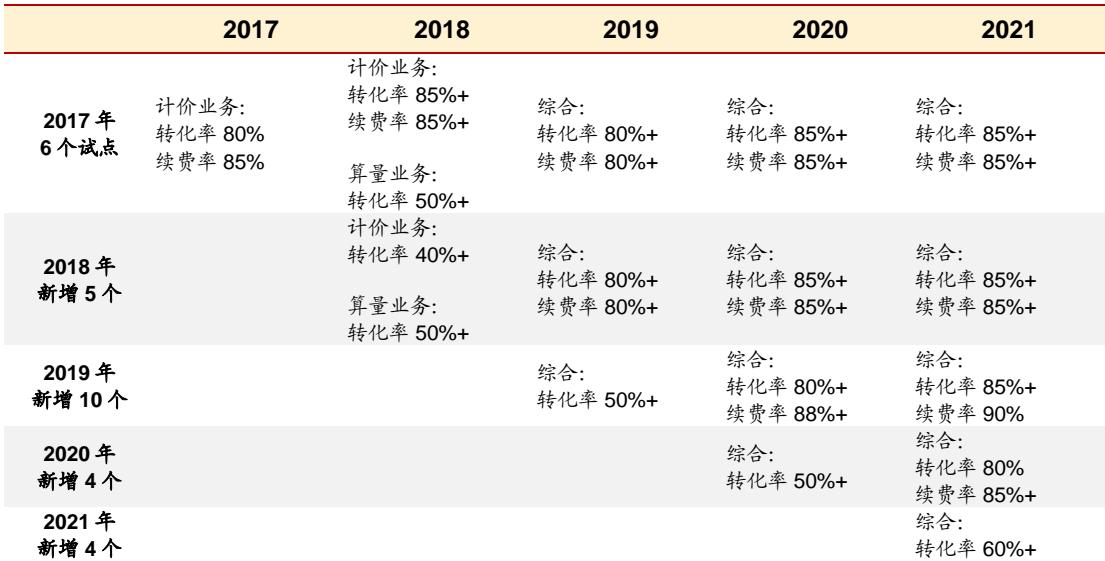 2017 2018 2019 2020 2021
2017 年
6 个试点
计价业务:
转化率 80%
续费率 85%
计价业务:
转化率 85%+
续费率 85%+
算量业务:
转化率 50%+
综合:
转化率 80%+
续费率 80%+
综合:
转化率 85%+
续费率 85%+
综合:
转化率 85%+
续费率 85%+
2018 年
新增 5 个
计价业务:
转化率 40%+
算量业务:
转化率 50%+
综合:
转化率 80%+
续费率 80%+
综合:
转化率 85%+
续费率 85%+
综合:
转化率 85%+
续费率 85%+
2019 年
新增 10 个
综合:
转化率 50%+
综合:
转化率 80%+
续费率 88%+
综合:
转化率 85%+
续费率 90%
2020 年
新增 4 个
综合:
转化率 50%+
综合:
转化率 80%
续费率 85%+
2021 年
新增 4 个
综合:
转化率 60%+